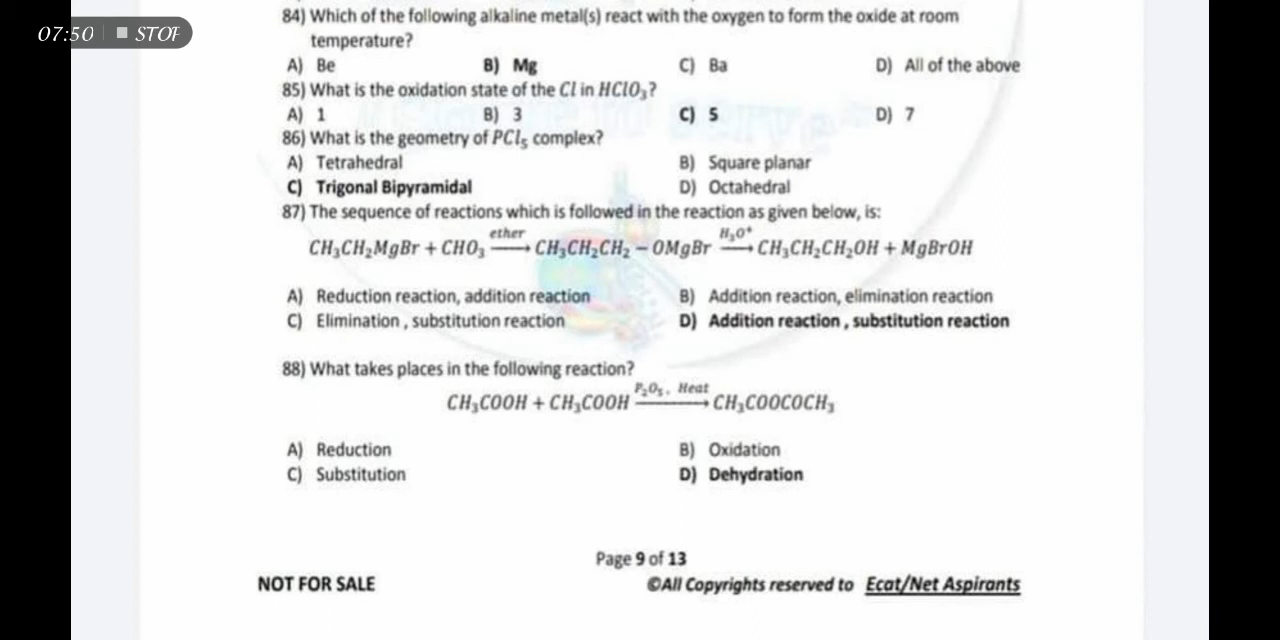 07:50 STOP
84) Which of the following alkaline metal(s) react with the oxygen to form the oxide at room
temperature?
A) Be B) Mg C) Ba D) All of the above
85) What is the oxidation state of the Cl in HClO₃?
A) 1 B) 3 C) 5 D) 7
86) What is the geometry of PCl₅ complex?
A) Tetrahedral B) Square planar
C) Trigonal Bipyramidal D) Octahedral
87) The sequence of reactions which is followed in the reaction as given below, is:
CH₃CH₂MgBr + CHO₃ ether→ CH₃CH₂CH₂ – OMgBr H₃O⁺→ CH₃CH₂CH₂OH + MgBrOH
A) Reduction reaction, addition reaction B) Addition reaction, elimination reaction
C) Elimination , substitution reaction D) Addition reaction , substitution reaction
88) What takes places in the following reaction?
CH₃COOH + CH₃COOH P₂O₅, Heat→ CH₃COOCOCH₃
A) Reduction B) Oxidation
C) Substitution D) Dehydration
Page 9 of 13
NOT FOR SALE ©All Copyrights reserved to Ecat/Net Aspirants